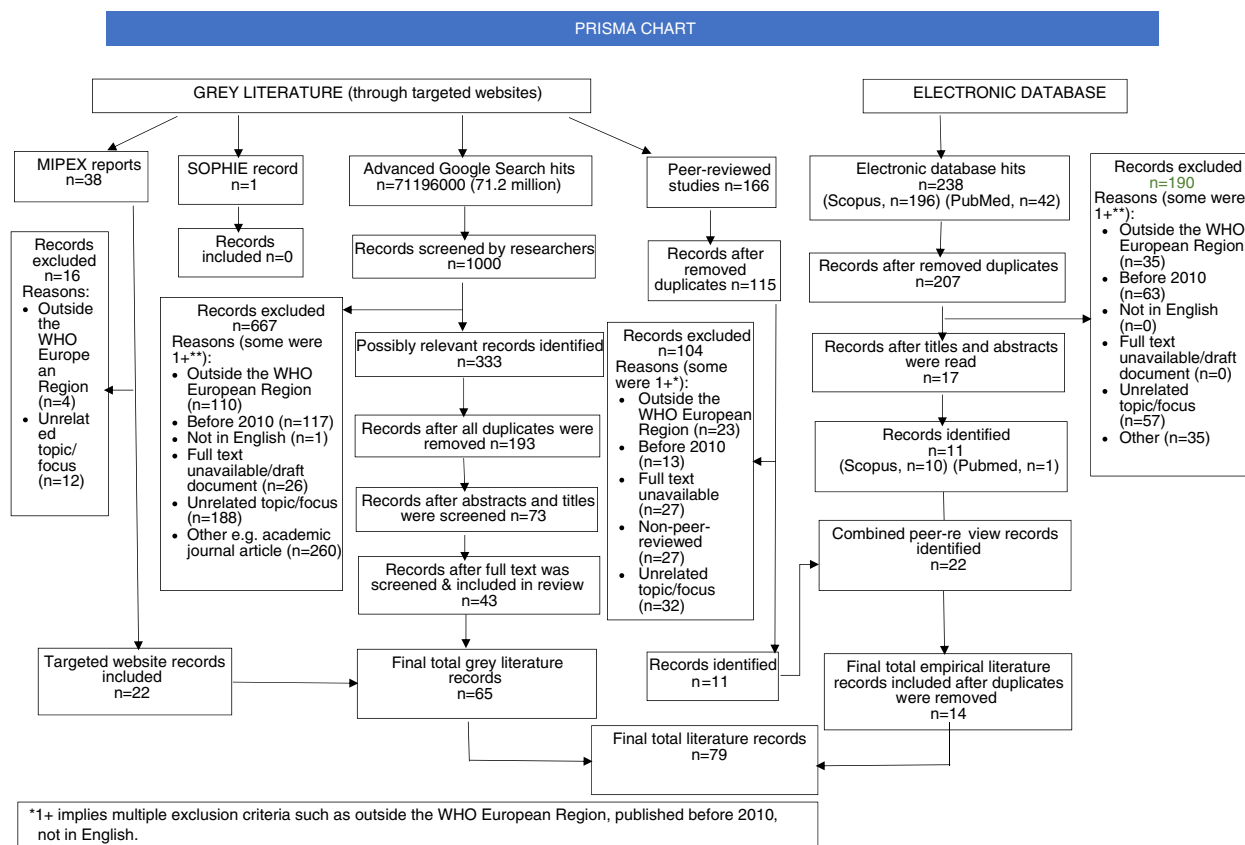 PRISMA CHART
GREY LITERATURE (through targeted websites)
ELECTRONIC DATABASE
MIPEX reports
n=38
SOPHIE record
n=1
Advanced Google Search hits
n=71196000 (71.2 million)
Peer-reviewed
studies n=166
Electronic database hits
n=238
(Scopus, n=196) (PubMed, n=42)
Records excluded
n=190
Reasons (some were
1+**):
• Outside the WHO
European Region
(n=35)
• Before 2010
(n=63)
• Not in English
(n=0)
• Full text
unavailable/draft
document (n=0)
• Unrelated
topic/focus
(n=57)
• Other (n=35)
Records
excluded
n=16
Reasons:
• Outside
the
WHO
Europe
an
Region
(n=4)
• Unrelat
ed
topic/
focus
(n=12)
Records
included n=0
Records screened by researchers
n=1000
Records after
removed
duplicates n=115
Records after removed duplicates
n=207
Records excluded
n=667
Reasons (some were
1+**):
• Outside the WHO
European Region
(n=110)
• Before 2010 (n=117)
• Not in English (n=1)
• Full text
unavailable/draft
document (n=26)
• Unrelated topic/focus
(n=188)
• Other e.g. academic
journal article (n=260)
Possibly relevant records identified
n=333
Records excluded
n=104
Reasons (some
were 1+*):
• Outside the
WHO European
Region (n=23)
• Before 2010
(n=13)
• Full text
unavailable
(n=27)
• Non-peer-
reviewed
(n=27)
• Unrelated
topic/focus
(n=32)
Records after titles and abstracts
were read
n=17
Records after all duplicates were
removed n=193
Records identified
n=11
(Scopus, n=10) (Pubmed, n=1)
Records after abstracts and titles
were screened n=73
Combined peer-re view records
identified
n=22
Records after full text was
screened & included in review
n=43
Targeted website records
included
n=22
Final total grey literature
records
n=65
Records identified
n=11
Final total empirical literature
records included after duplicates
were removed
n=14
Final total literature records
n=79
*1+ implies multiple exclusion criteria such as outside the WHO European Region, published before 2010,
not in English.